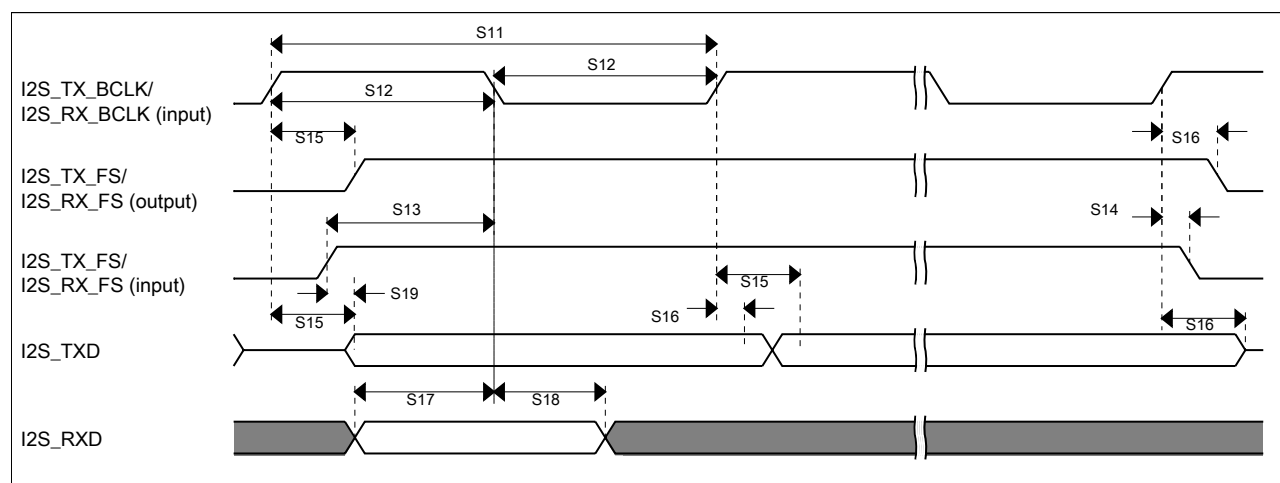 S11
S12
I2S_TX_BCLK/
I2S_RX_BCLK (input)
S12
S15
S16
I2S_TX_FS/
I2S_RX_FS (output)
S13
S14
I2S_TX_FS/
I2S_RX_FS (input)
S15
S19
S15
S16
S16
I2S_TXD
S17
S18
I2S_RXD